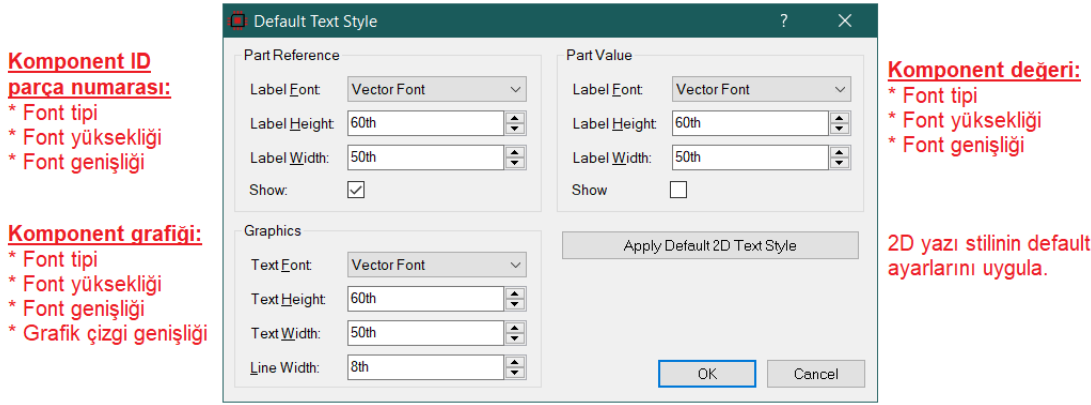 Komponent ID
parça numarası:
* Font tipi
* Font yüksekliği
* Font genişliği
Komponent grafiği:
* Font tipi
* Font yüksekliği
* Font genişliği
* Grafik çizgi genişliği
Default Text Style
?
Part Reference
Label Font: Vector Font
Label Height: 60th
Label Width: 50th
Show:
Part Value
Label Font: Vector Font
Label Height: 60th
Label Width: 50th
Show
Graphics
Text Font: Vector Font
Text Height: 60th
Text Width: 50th
Line Width: 8th
Apply Default 2D Text Style
OK
Cancel
Komponent değeri:
* Font tipi
* Font yüksekliği
* Font genişliği
2D yazı stilinin default
ayarlarını uygula.